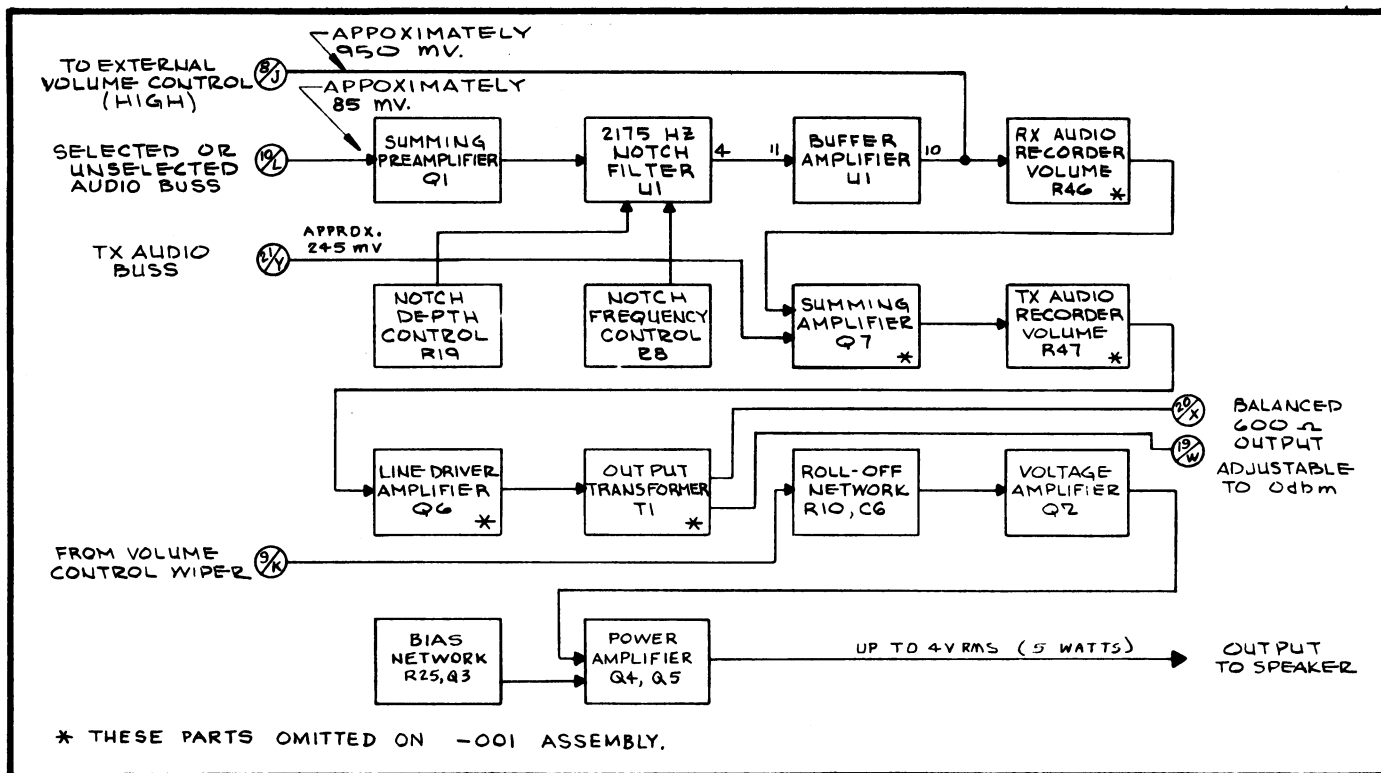 APPOXIMATELY
950 MV.
TO EXTERNAL
VOLUME CONTROL
(HIGH)
8/J
APPOXIMATELY
85 MV.
SELECTED OR
UNSELECTED
AUDIO BUSS
10/L
SUMMING
PREAMPLIFIER
Q1
2175 HZ
NOTCH
FILTER
U1
4
11
BUFFER
AMPLIFIER
U1
10
RX AUDIO
RECORDER
VOLUME
R46
*
TX AUDIO
BUSS
21/Y
APPROX.
245 MV
NOTCH
DEPTH
CONTROL
R19
NOTCH
FREQUENCY
CONTROL
R8
SUMMING
AMPLIFIER
Q7
*
TX AUDIO
RECORDER
VOLUME
R47
*
LINE DRIVER
AMPLIFIER
Q6
*
OUTPUT
TRANSFORMER
T1
*
ROLL-OFF
NETWORK
R10, C6
VOLTAGE
AMPLIFIER
Q2
20/X
19/W
BALANCED
600 Ω
OUTPUT
ADJUSTABLE
TO 0dbm
FROM VOLUME
CONTROL WIPER
9/K
BIAS
NETWORK
R25, Q3
POWER
AMPLIFIER
Q4, Q5
UP TO 4V RMS (5 WATTS)
OUTPUT
TO SPEAKER
* THESE PARTS OMITTED ON -001 ASSEMBLY.